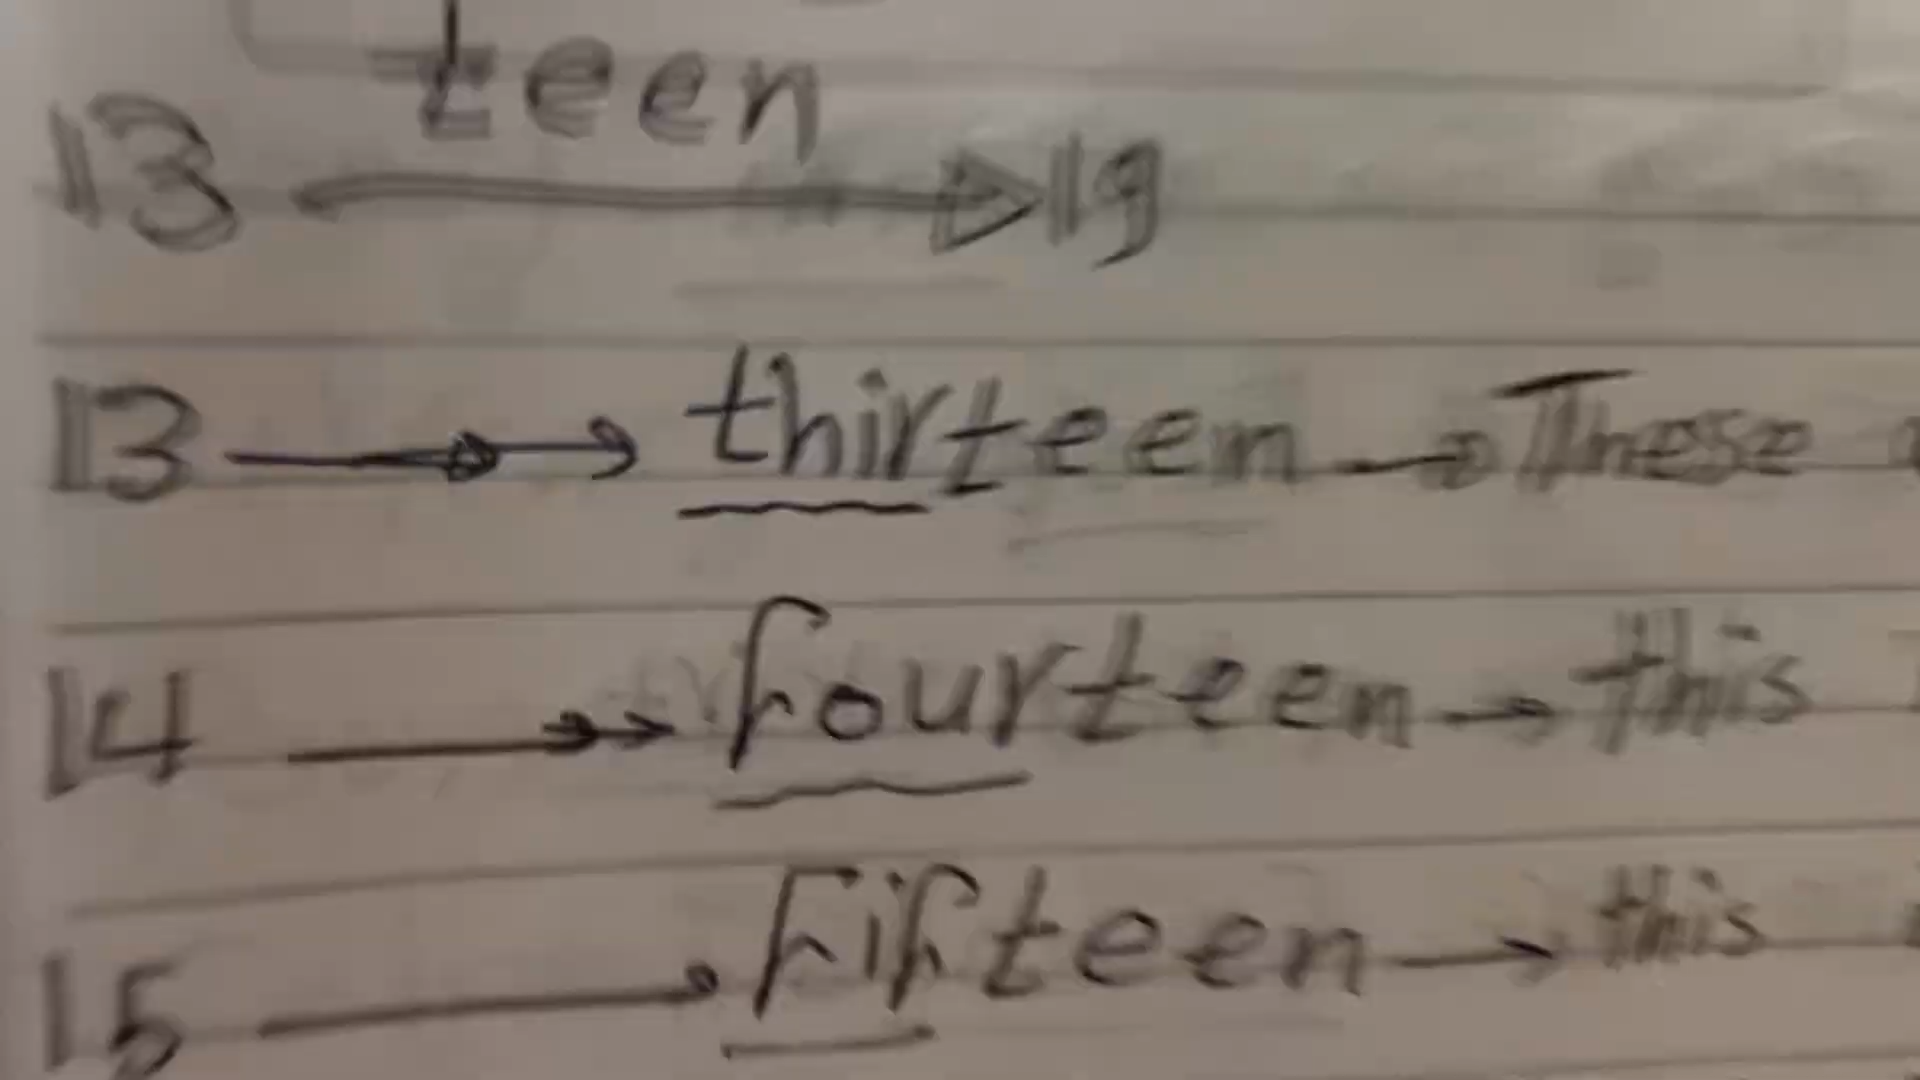 teen
13 ↔ 19
13 →→ thirteen → These
14 →→ fourteen → this
15 → fifteen → this